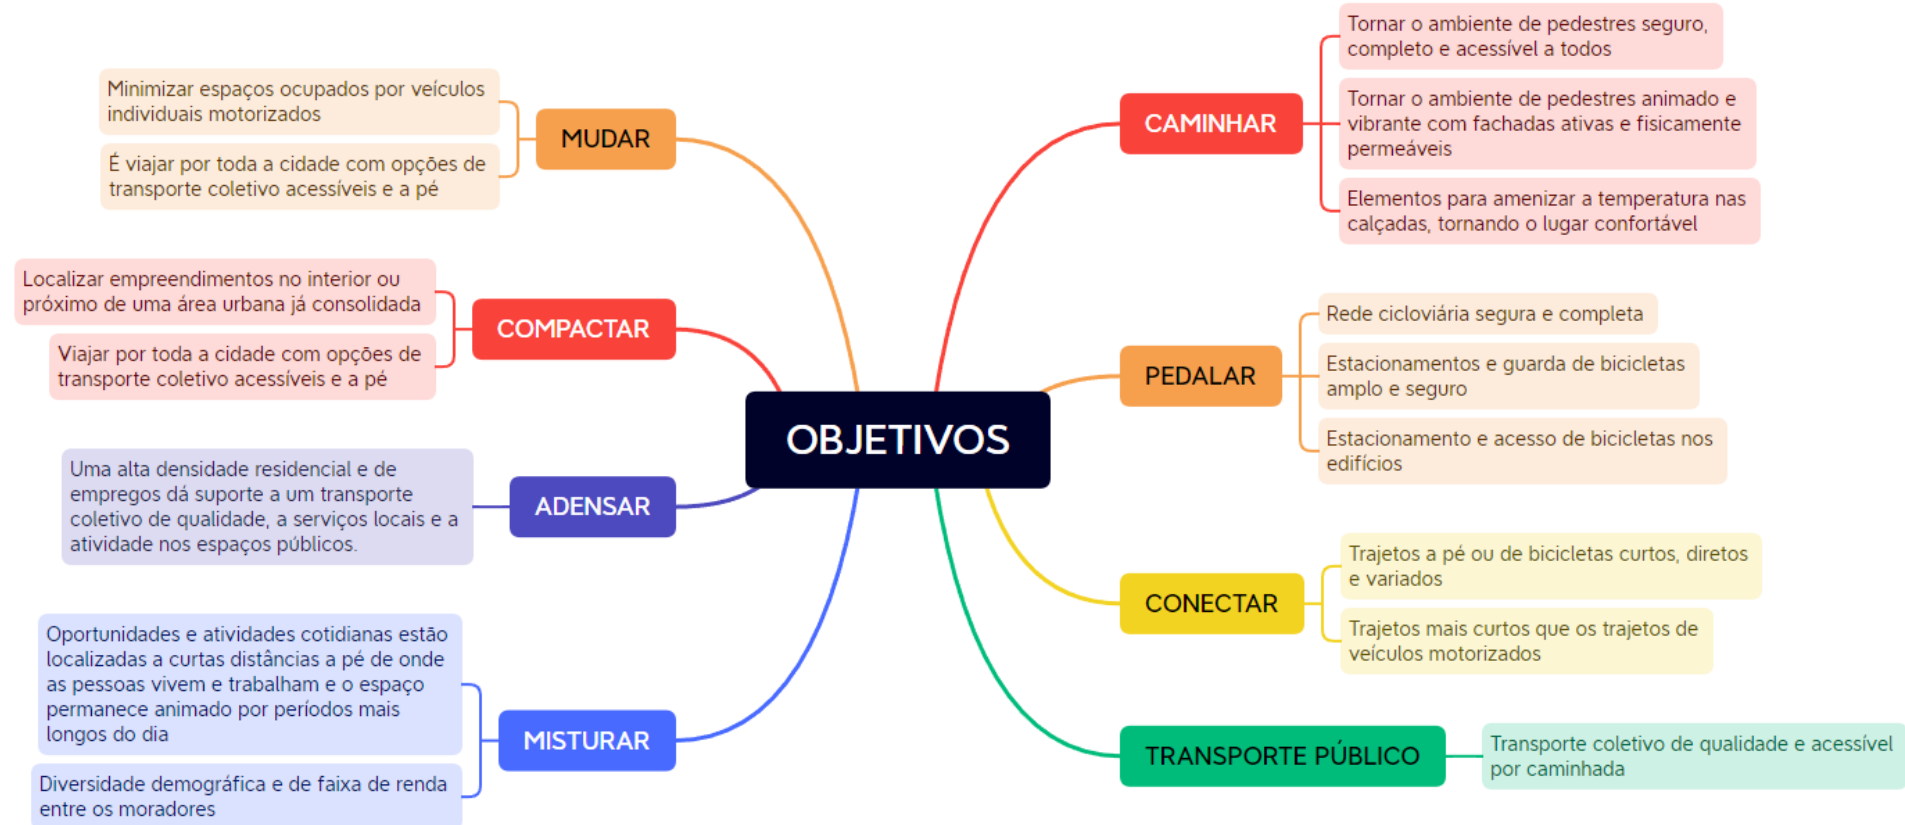 OBJETIVOS
CAMINHAR
Tornar o ambiente de pedestres seguro,
completo e acessível a todos
Tornar o ambiente de pedestres animado e
vibrante com fachadas ativas e fisicamente
permeáveis
Elementos para amenizar a temperatura nas
calçadas, tornando o lugar confortável
PEDALAR
Rede cicloviária segura e completa
Estacionamentos e guarda de bicicletas
amplo e seguro
Estacionamento e acesso de bicicletas nos
edifícios
CONECTAR
Trajetos a pé ou de bicicletas curtos, diretos
e variados
Trajetos mais curtos que os trajetos de
veículos motorizados
TRANSPORTE PÚBLICO
Transporte coletivo de qualidade e acessível
por caminhada
MUDAR
Minimizar espaços ocupados por veículos
individuais motorizados
É viajar por toda a cidade com opções de
transporte coletivo acessíveis e a pé
COMPACTAR
Localizar empreendimentos no interior ou
próximo de uma área urbana já consolidada
Viajar por toda a cidade com opções de
transporte coletivo acessíveis e a pé
ADENSAR
Uma alta densidade residencial e de
empregos dá suporte a um transporte
coletivo de qualidade, a serviços locais e a
atividade nos espaços públicos.
MISTURAR
Oportunidades e atividades cotidianas estão
localizadas a curtas distâncias a pé de onde
as pessoas vivem e trabalham e o espaço
permanece animado por períodos mais
longos do dia
Diversidade demográfica e de faixa de renda
entre os moradores